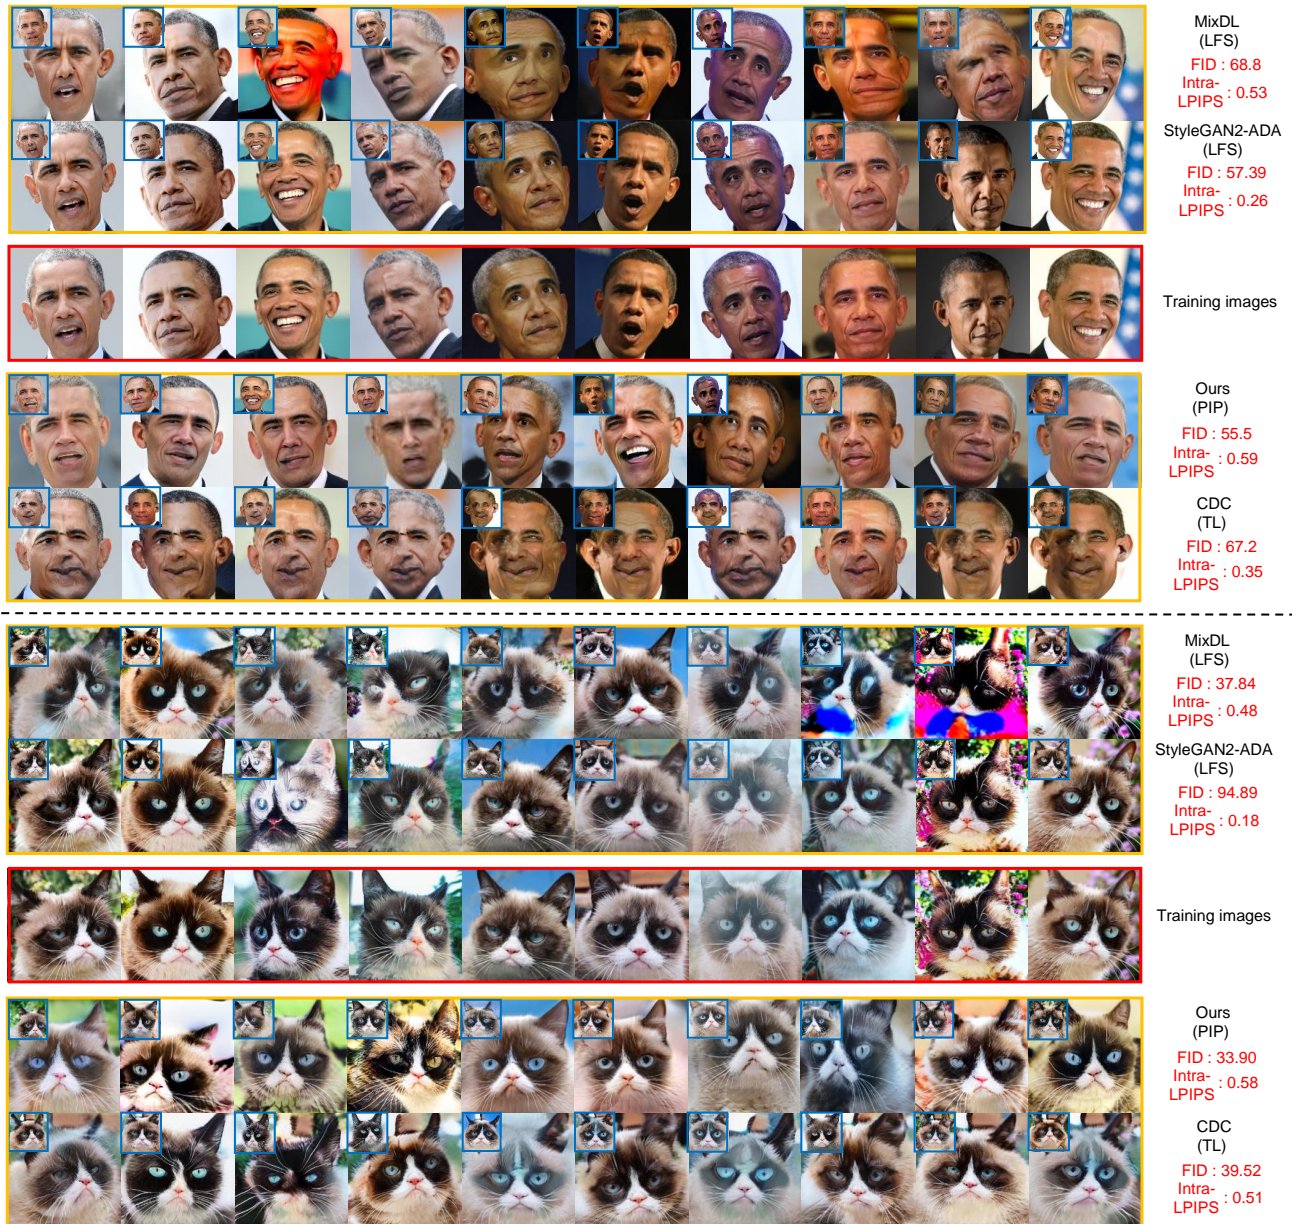 MixDL
(LFS)
FID : 68.8
Intra-
LPIPS : 0.53
StyleGAN2-ADA
(LFS)
FID : 57.39
Intra-
LPIPS : 0.26
Training images
Ours
(PIP)
FID : 55.5
Intra-
LPIPS : 0.59
CDC
(TL)
FID : 67.2
Intra-
LPIPS : 0.35
MixDL
(LFS)
FID : 37.84
Intra-
LPIPS : 0.48
StyleGAN2-ADA
(LFS)
FID : 94.89
Intra-
LPIPS : 0.18
Training images
Ours
(PIP)
FID : 33.90
Intra-
LPIPS : 0.58
CDC
(TL)
FID : 39.52
Intra-
LPIPS : 0.51